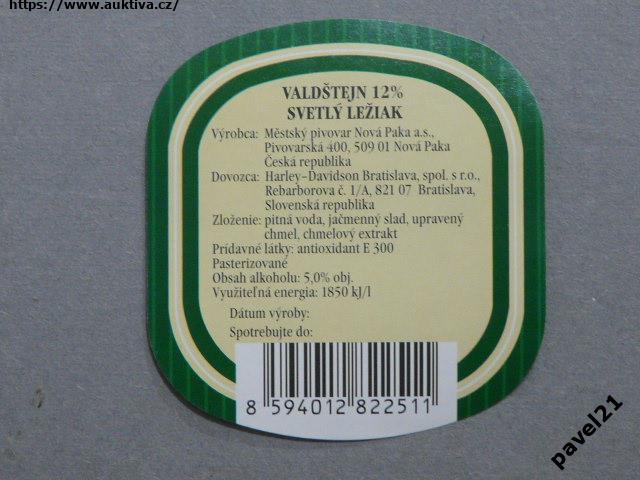 https://www.auktiva.cz/
VALDŠTEJN 12%
SVETLÝ LEŽIAK
Výrobca: Městský pivovar Nová Paka a.s.,
Pivovarská 400, 509 01 Nová Paka
Česká republika
Dovozca: Harley–Davidson Bratislava, spol. s r.o.,
Rebarborova č. 1/A, 821 07 Bratislava,
Slovenská republika
Zloženie: pitná voda, jačmenný slad, upravený
chmel, chmelový extrakt
Prídavné látky: antioxidant E 300
Pasterizované
Obsah alkoholu: 5,0% obj.
Využiteľná energia: 1850 kJ/l
Dátum výroby:
Spotrebujte do:
8 594012 822511
pavel21